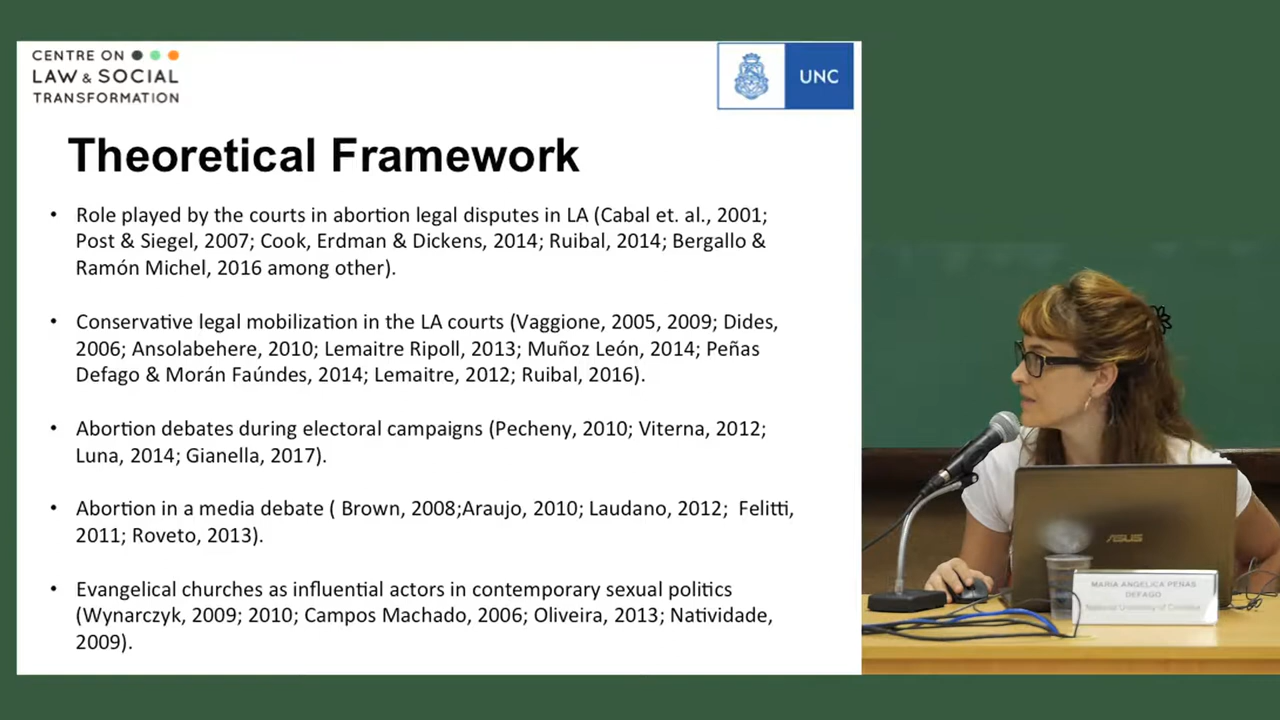 CENTRE ON
LAW & SOCIAL
TRANSFORMATION
UNC
Theoretical Framework
• Role played by the courts in abortion legal disputes in LA (Cabal et. al., 2001;
Post & Siegel, 2007; Cook, Erdman & Dickens, 2014; Ruibal, 2014; Bergallo &
Ramón Michel, 2016 among other).
• Conservative legal mobilization in the LA courts (Vaggione, 2005, 2009; Dides,
2006; Ansolabehere, 2010; Lemaitre Ripoll, 2013; Muñoz León, 2014; Peñas
Defago & Morán Faúndes, 2014; Lemaitre, 2012; Ruibal, 2016).
• Abortion debates during electoral campaigns (Pecheny, 2010; Viterna, 2012;
Luna, 2014; Gianella, 2017).
• Abortion in a media debate ( Brown, 2008;Araujo, 2010; Laudano, 2012; Felitti,
2011; Roveto, 2013).
• Evangelical churches as influential actors in contemporary sexual politics
(Wynarczyk, 2009; 2010; Campos Machado, 2006; Oliveira, 2013; Natividade,
2009).
ASUS
MARIA ANGELICA PEÑAS
DEFAGO
National University of Cordoba